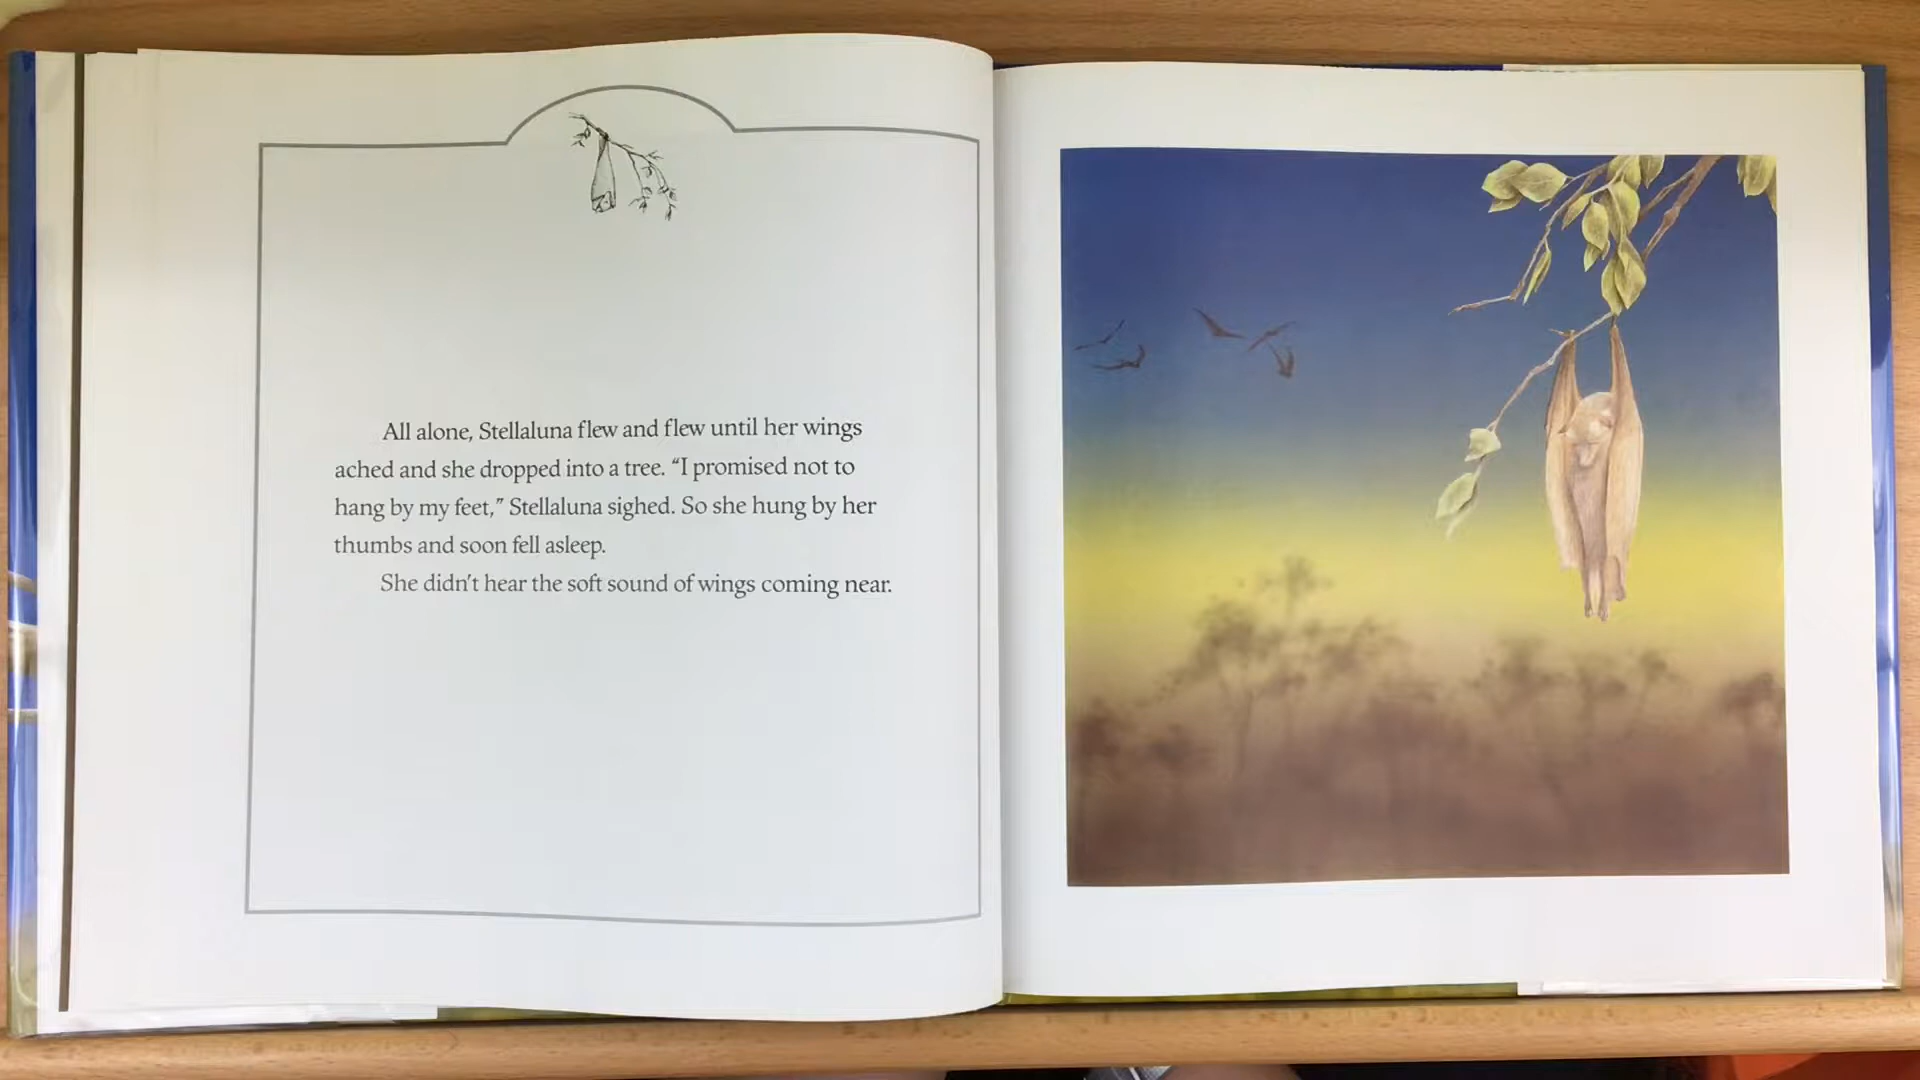 All alone, Stellaluna flew and flew until her wings
ached and she dropped into a tree. “I promised not to
hang by my feet,” Stellaluna sighed. So she hung by her
thumbs and soon fell asleep.
She didn’t hear the soft sound of wings coming near.